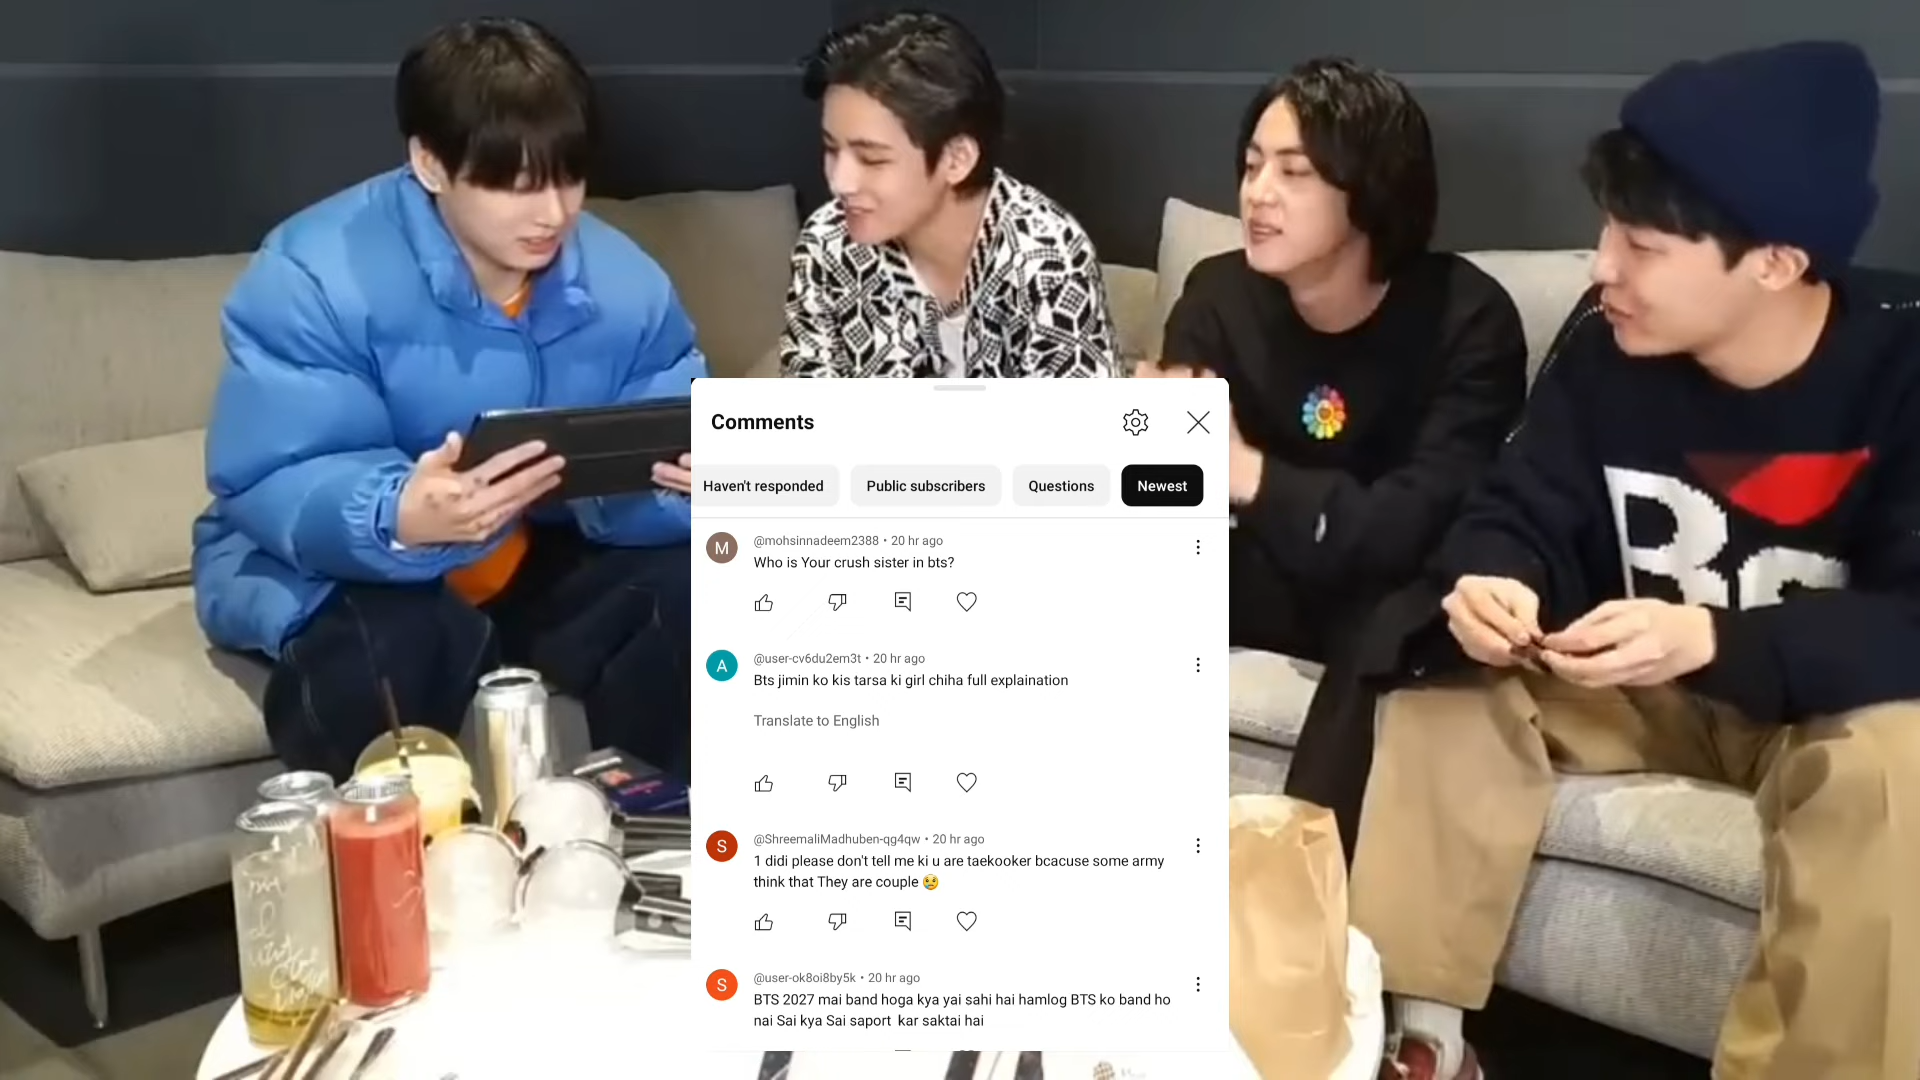 Comments
Haven't responded
Public subscribers
Questions
Newest
M
@mohsinnadeem2388 • 20 hr ago
Who is Your crush sister in bts?
A
@user-cv6du2em3t • 20 hr ago
Bts jimin ko kis tarsa ki girl chiha full explaination
Translate to English
S
@ShreemaliMadhuben-qg4qw • 20 hr ago
1 didi please don't tell me ki u are taekooker bcacuse some army
think that They are couple 😢
S
@user-ok8oi8by5k • 20 hr ago
BTS 2027 mai band hoga kya yai sahi hai hamlog BTS ko band ho
nai Sai kya Sai saport kar saktai hai
Be